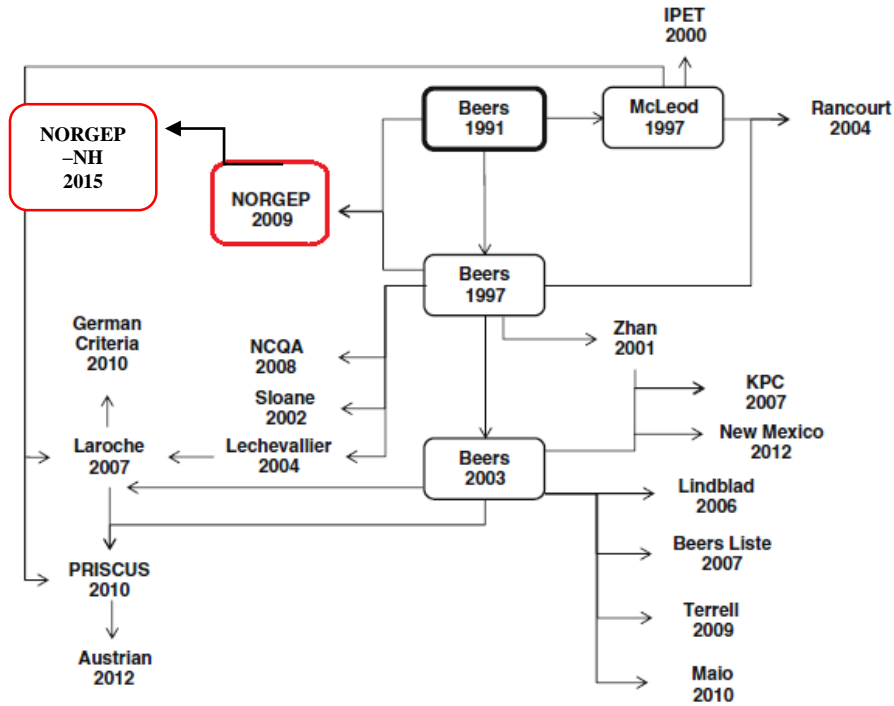 IPET
2000
Beers
1991
McLeod
1997
Rancourt
2004
NORGEP
–NH
2015
NORGEP
2009
Beers
1997
German
Criteria
2010
NCQA
2008
Zhan
2001
Sloane
2002
KPC
2007
Laroche
2007
Lechevallier
2004
Beers
2003
New Mexico
2012
Lindblad
2006
Beers Liste
2007
PRISCUS
2010
Terrell
2009
Austrian
2012
Maio
2010